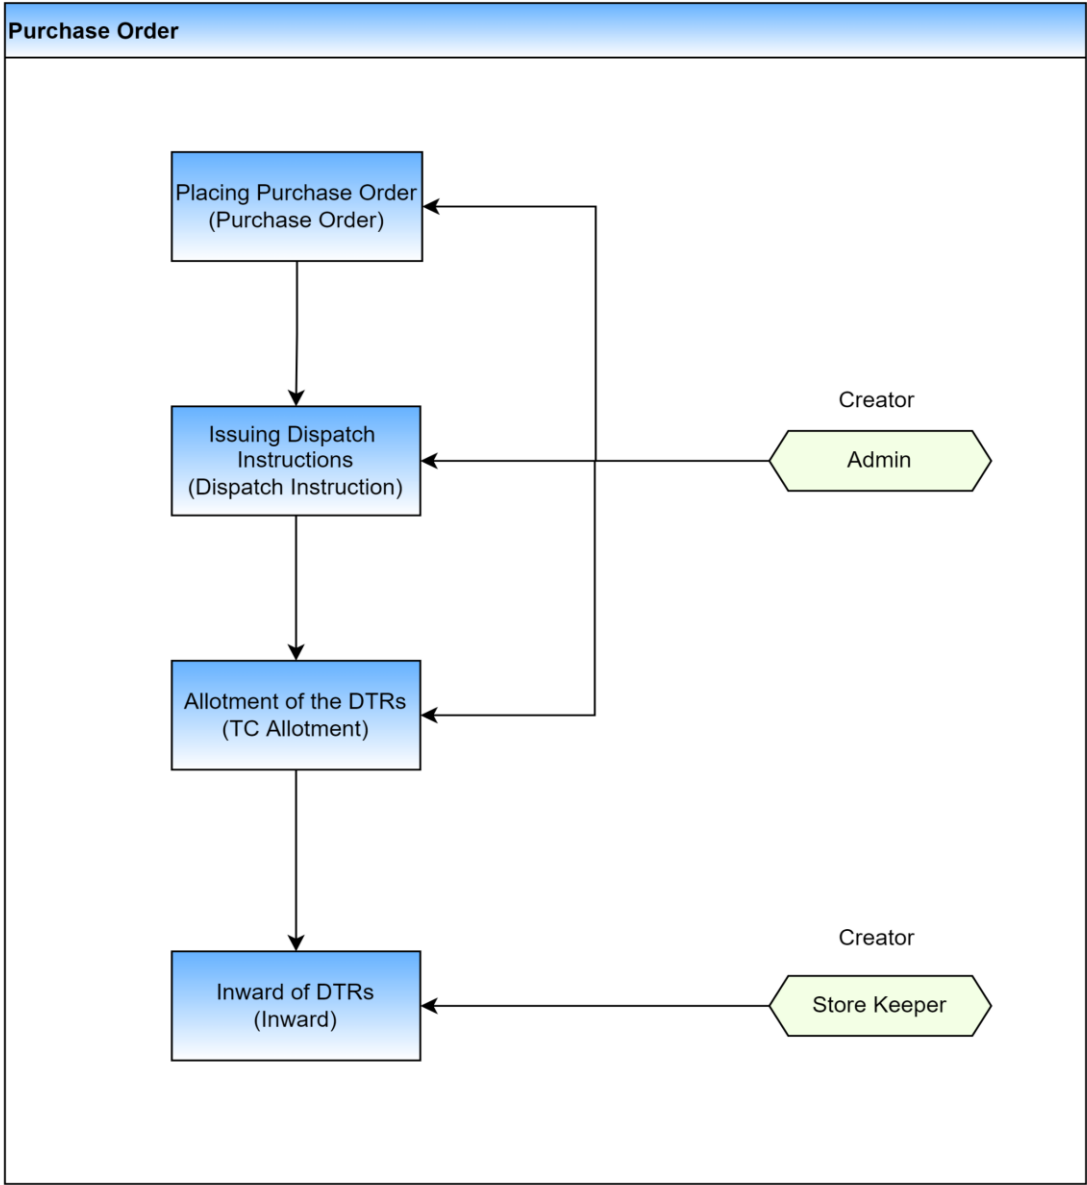 Purchase Order
Placing Purchase Order
(Purchase Order)
Issuing Dispatch
Instructions
(Dispatch Instruction)
Creator
Admin
Allotment of the DTRs
(TC Allotment)
Creator
Inward of DTRs
(Inward)
Store Keeper